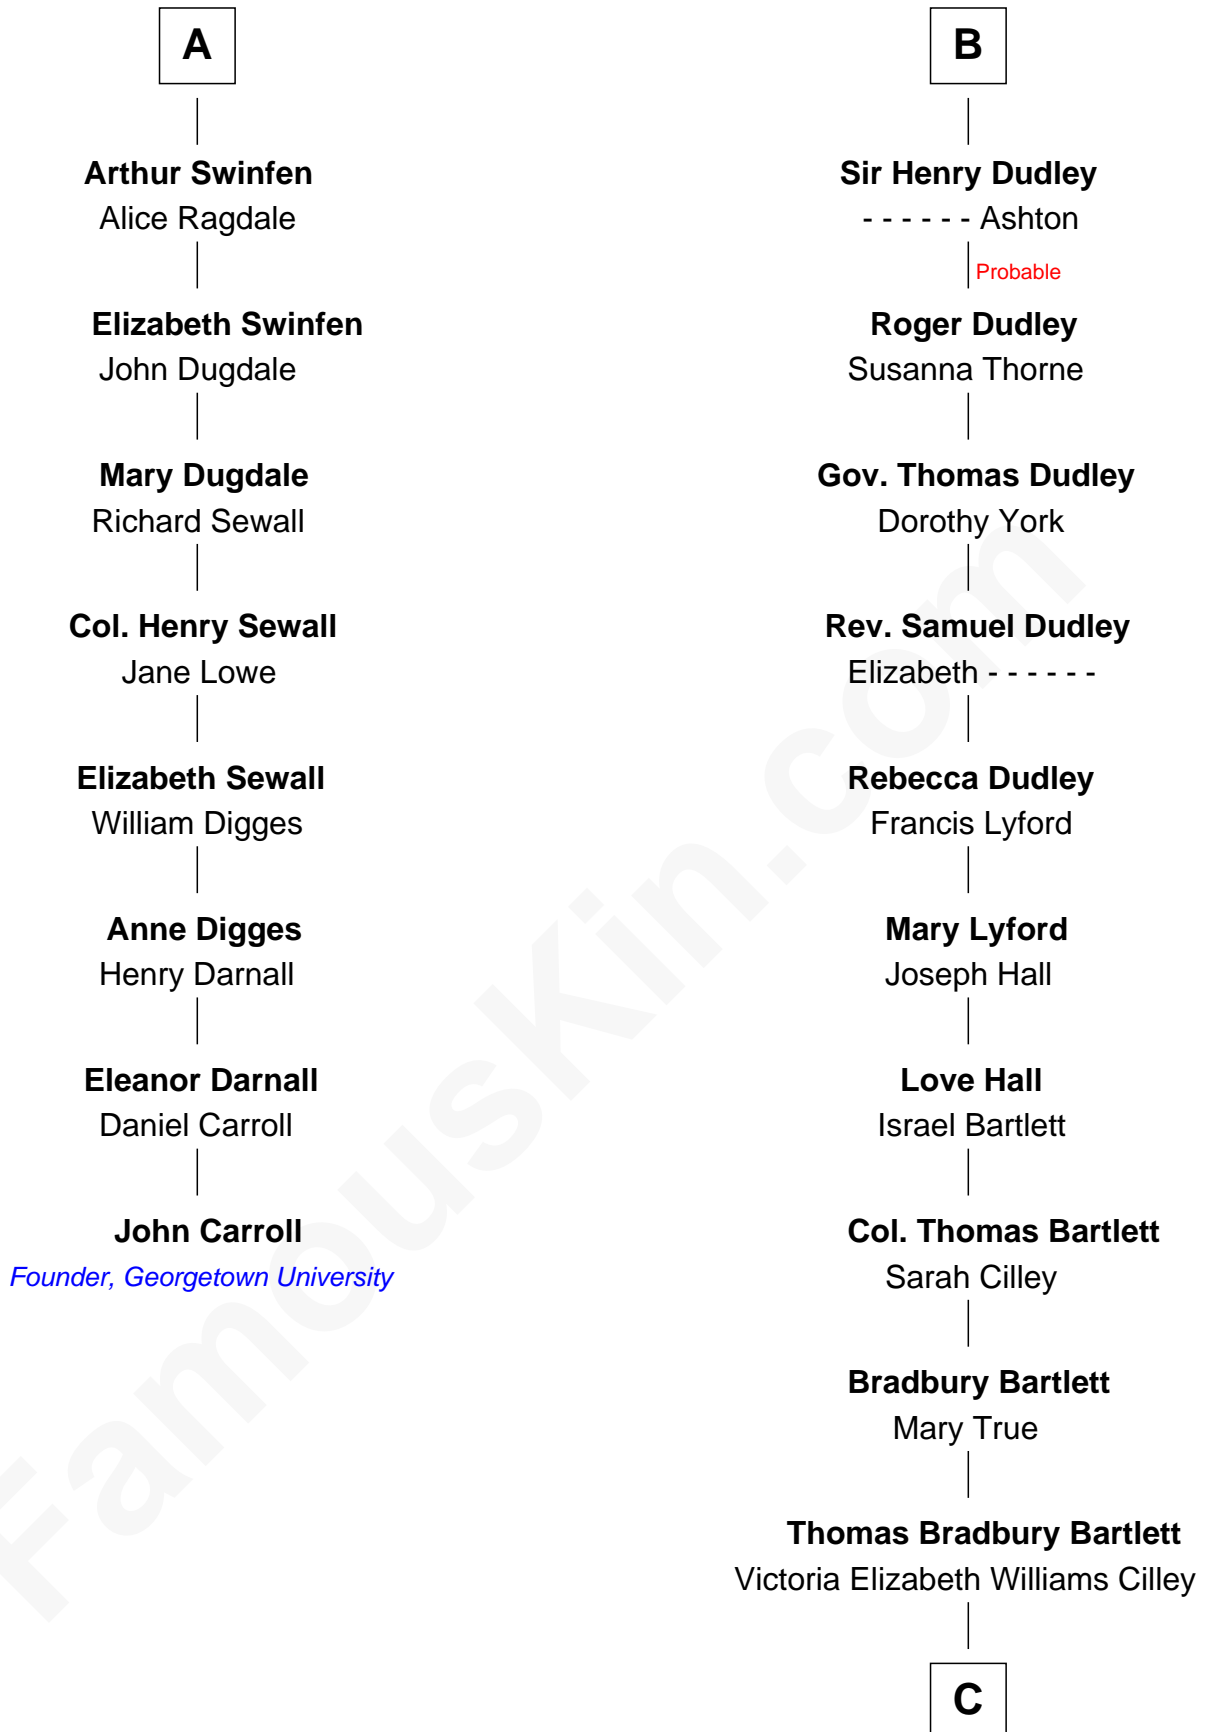 A
Arthur Swinfen
Alice Ragdale
Elizabeth Swinfen
John Dugdale
Mary Dugdale
Richard Sewall
Col. Henry Sewall
Jane Lowe
Elizabeth Sewall
William Digges
Anne Digges
Henry Darnall
Eleanor Darnall
Daniel Carroll
John Carroll
Founder, Georgetown University
B
Sir Henry Dudley
- - - - - - Ashton
Probable
Roger Dudley
Susanna Thorne
Gov. Thomas Dudley
Dorothy York
Rev. Samuel Dudley
Elizabeth - - - - - -
Rebecca Dudley
Francis Lyford
Mary Lyford
Joseph Hall
Love Hall
Israel Bartlett
Col. Thomas Bartlett
Sarah Cilley
Bradbury Bartlett
Mary True
Thomas Bradbury Bartlett
Victoria Elizabeth Williams Cilley
C
FamousKin.com